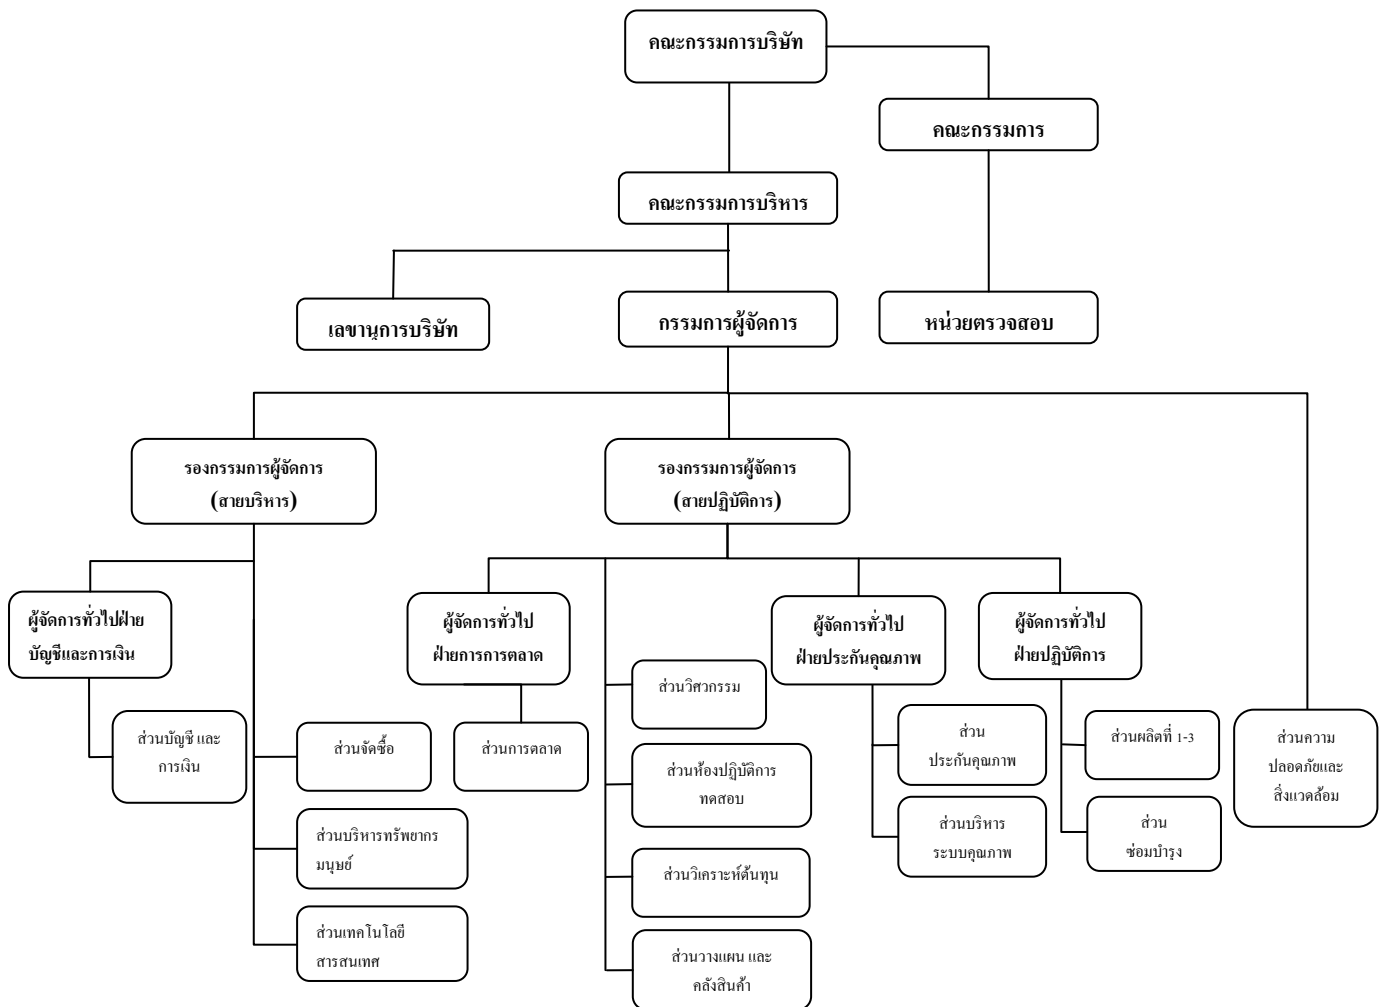 คณะกรรมการบริษัท
คณะกรรมการ
คณะกรรมการบริหาร
เลขานุการบริษัท
กรรมการผู้จัดการ
หน่วยตรวจสอบ
รองกรรมการผู้จัดการ
(สายบริหาร)
รองกรรมการผู้จัดการ
(สายปฏิบัติการ)
ผู้จัดการทั่วไปฝ่าย
บัญชีและการเงิน
ผู้จัดการทั่วไป
ฝ่ายการการตลาด
ผู้จัดการทั่วไป
ฝ่ายประกันคุณภาพ
ผู้จัดการทั่วไป
ฝ่ายปฏิบัติการ
ส่วนบัญชี และ
การเงิน
ส่วนจัดซื้อ
ส่วนบริหารทรัพยากร
มนุษย์
ส่วนเทคโนโลยี
สารสนเทศ
ส่วนการตลาด
ส่วนวิศวกรรม
ส่วนห้องปฏิบัติการ
ทดสอบ
ส่วนวิเคราะห์ต้นทุน
ส่วนวางแผน และ
คลังสินค้า
ส่วน
ประกันคุณภาพ
ส่วนบริหาร
ระบบคุณภาพ
ส่วนผลิตที่ 1-3
ส่วน
ซ่อมบำรุง
ส่วนความ
ปลอดภัยและ
สิ่งแวดล้อม